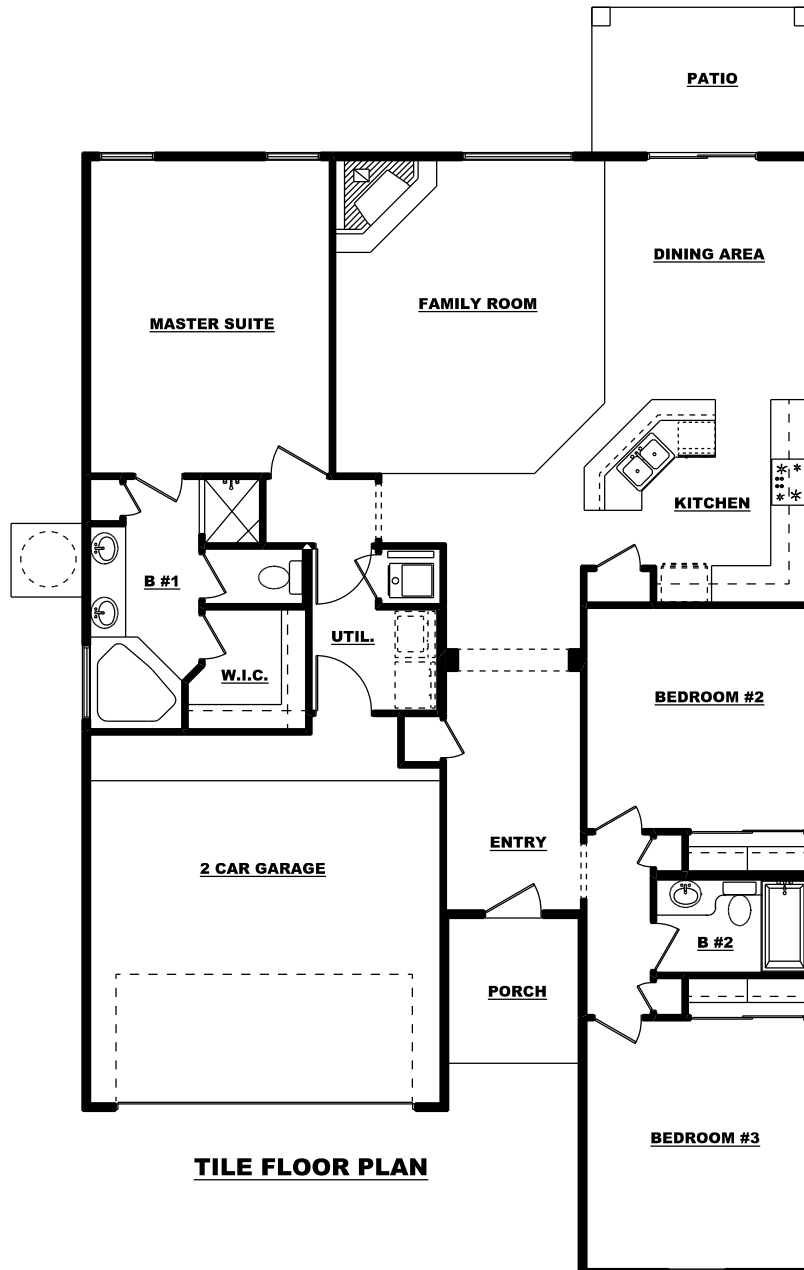 PATIO
DINING AREA
FAMILY ROOM
MASTER SUITE
KITCHEN
B #1
UTIL.
W.I.C.
BEDROOM #2
ENTRY
2 CAR GARAGE
B #2
PORCH
BEDROOM #3
TILE FLOOR PLAN